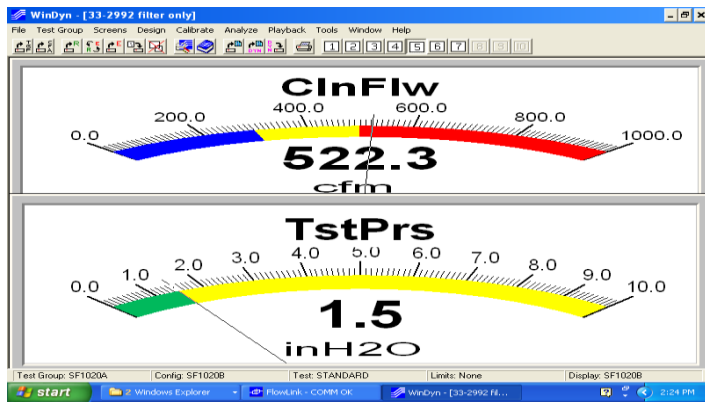 WinDyn - [33-2992 filter only]
File Test Group Screens Design Calibrate Analyze Playback Tools Window Help
1 2 3 4 5 6 7 8 9 10
ClnFlw
0.0 200.0 400.0 600.0 800.0 1000.0
522.3
cfm
TstPrs
0.0 1.0 2.0 3.0 4.0 5.0 6.0 7.0 8.0 9.0 10.0
1.5
inH2O
Test Group: SF1020A Config: SF1020B Test: STANDARD Limits: None Display: SF1020B
start 2 Windows Explorer FlowLink - COMM OK WinDyn - [33-2992 fil... 2:24 PM